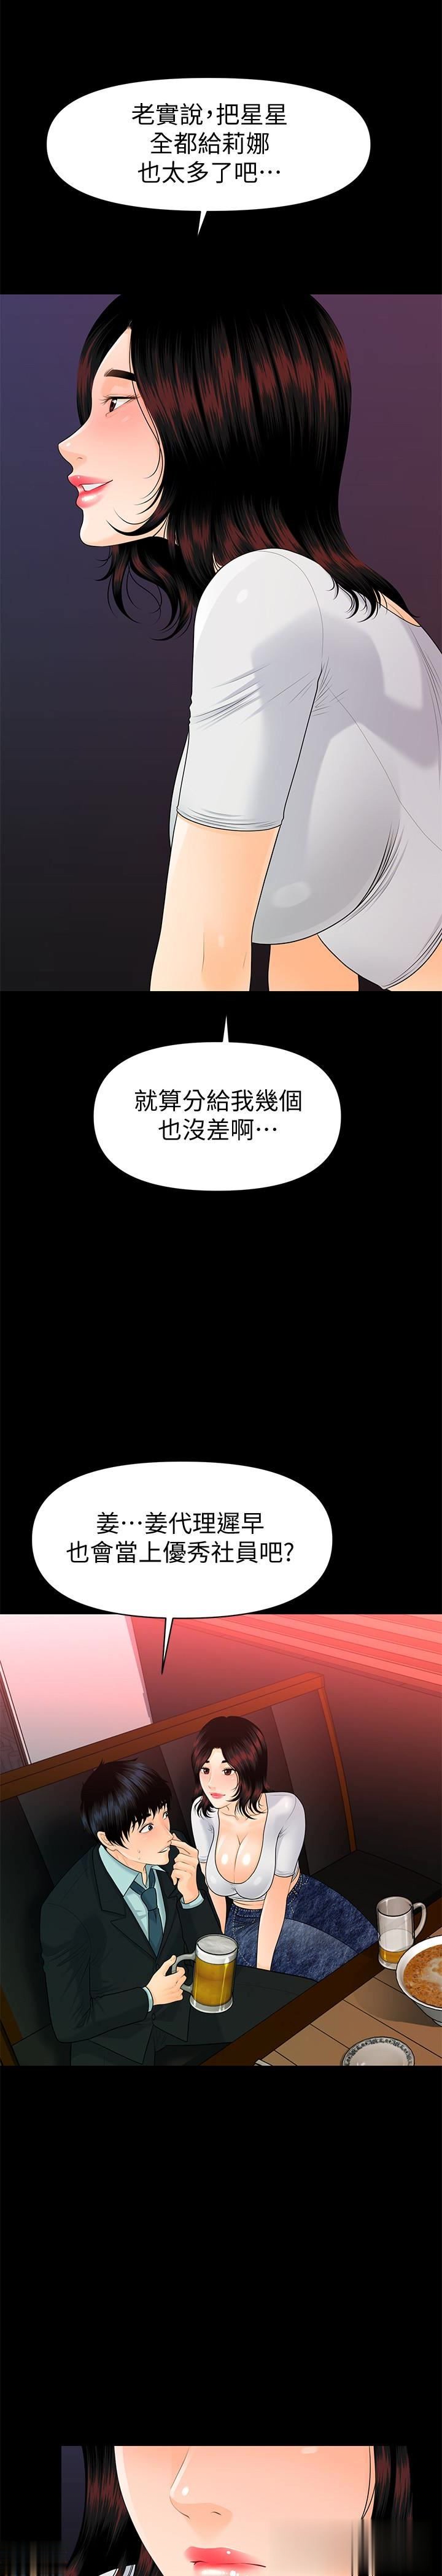 老實說，把星星
全都給莉娜
也太多了吧⋯
就算分給我幾個
也沒差啊⋯
姜⋯姜代理遲早
也會當上優秀社員吧?